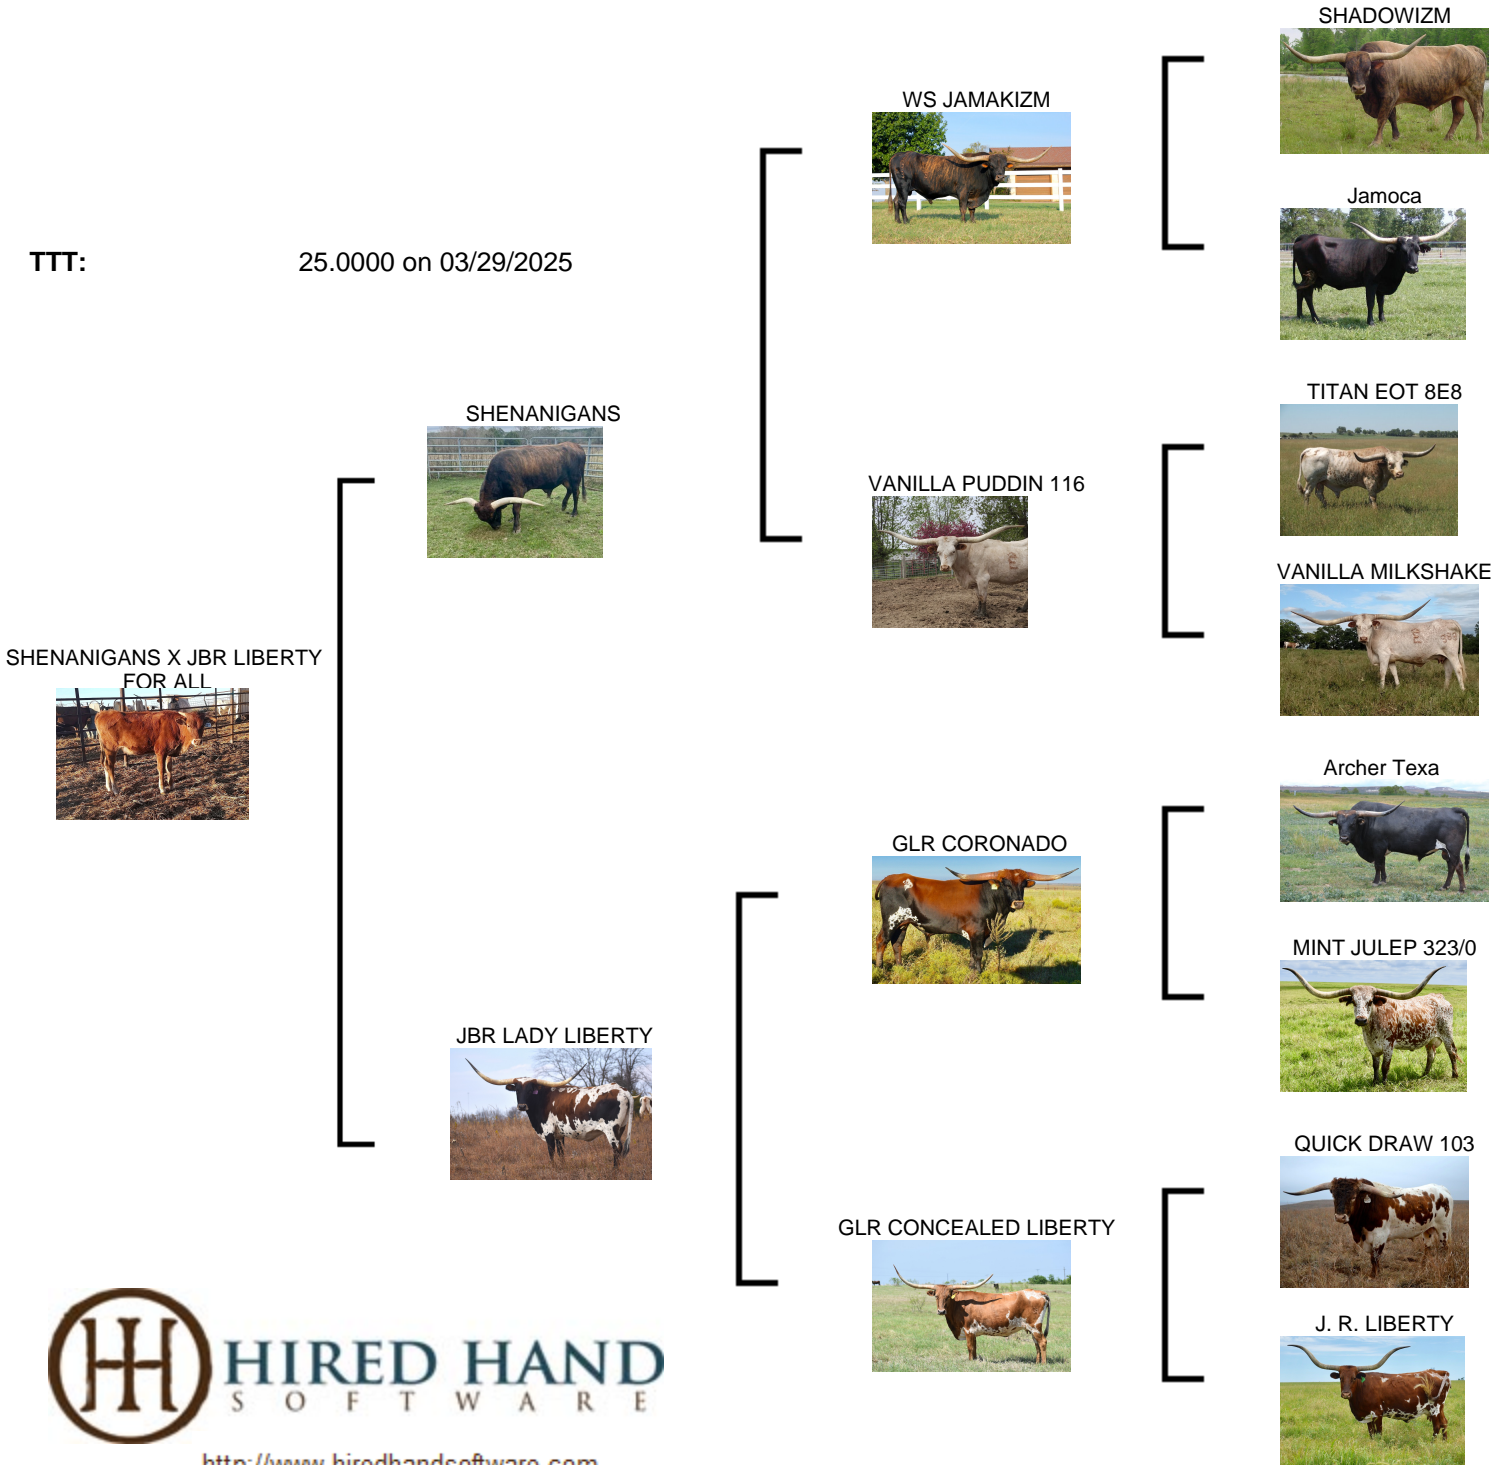 SHADOWIZM
WS JAMAKIZM
Jamoca
TTT: 25.0000 on 03/29/2025
TITAN EOT 8E8
SHENANIGANS
VANILLA PUDDIN 116
VANILLA MILKSHAKE
SHENANIGANS X JBR LIBERTY
FOR ALL
Archer Texa
GLR CORONADO
MINT JULEP 323/0
JBR LADY LIBERTY
QUICK DRAW 103
GLR CONCEALED LIBERTY
J. R. LIBERTY
HIRED HAND
SOFTWARE
http://www.hiredhandsoftware.com